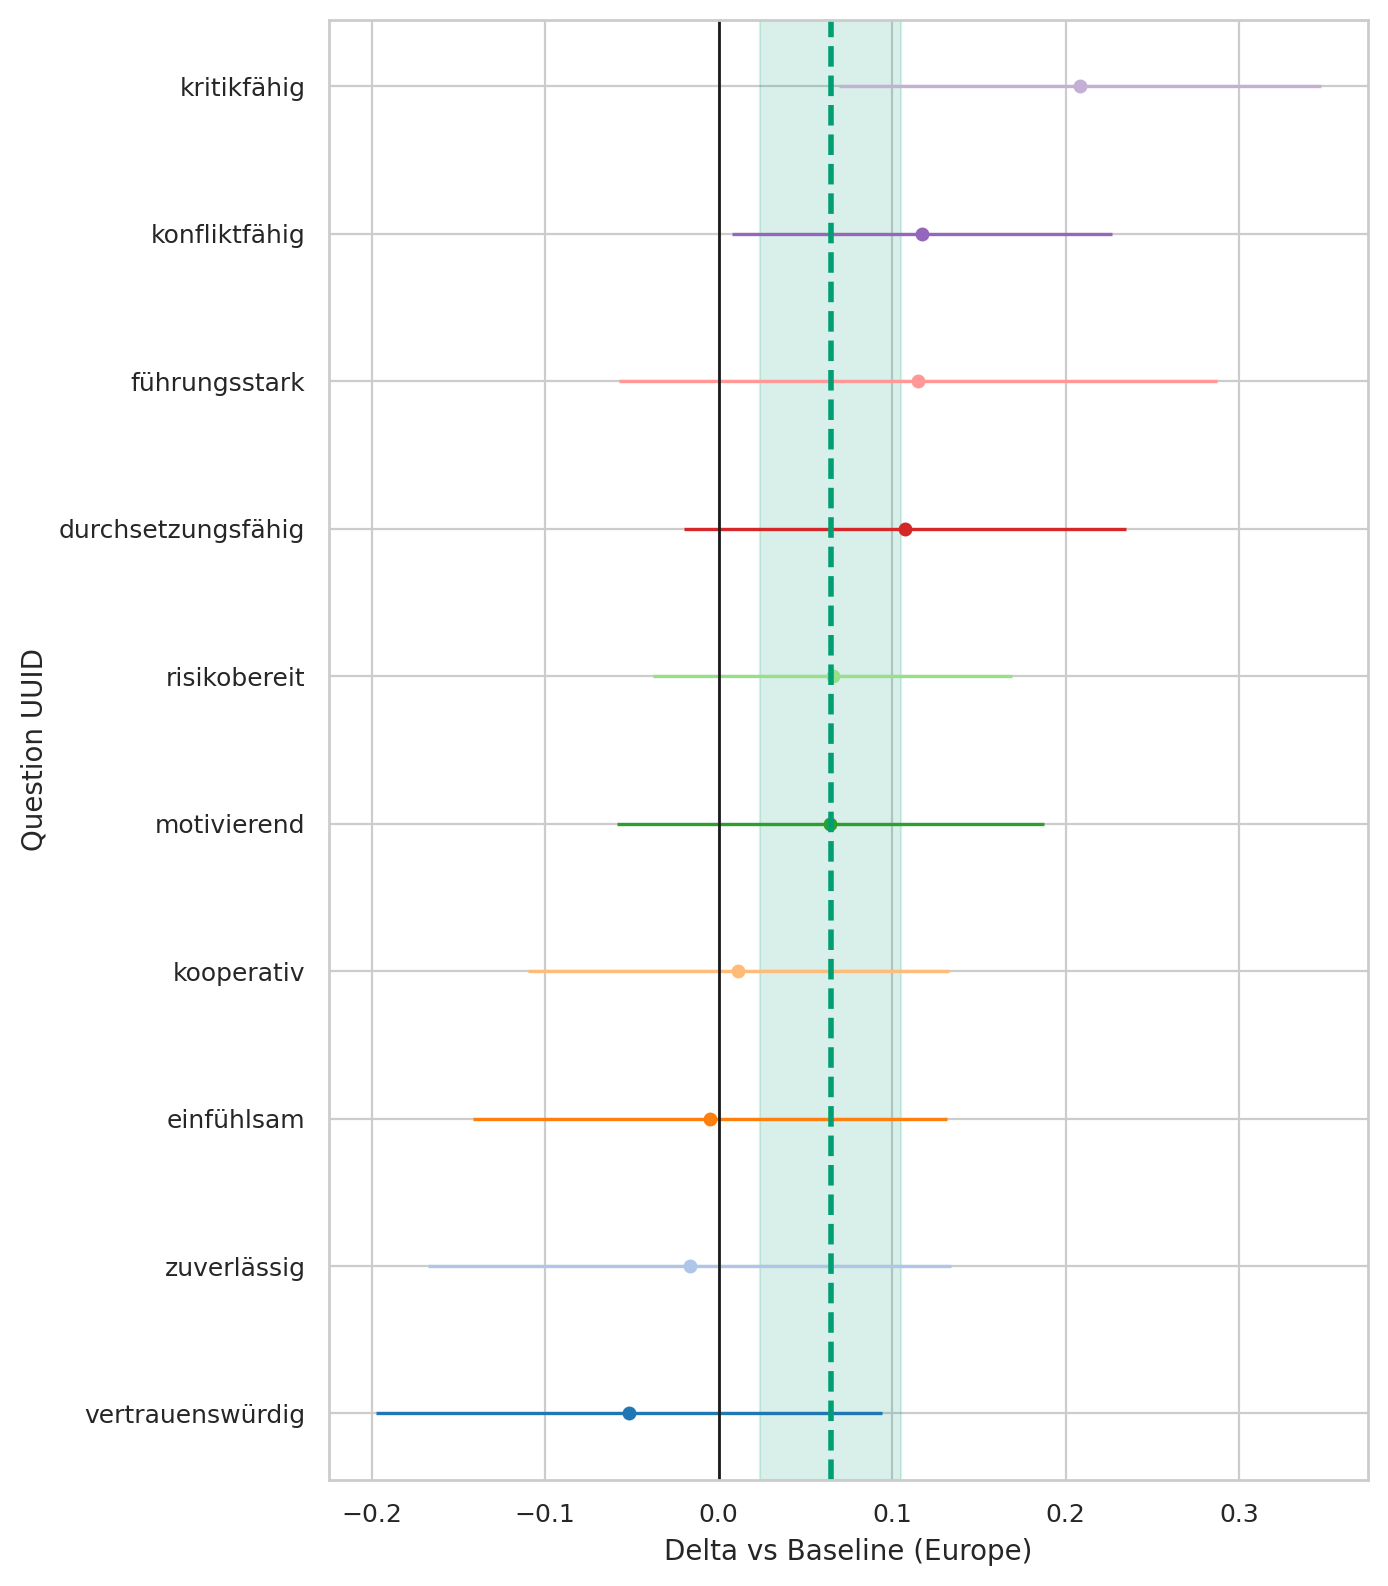 kritikfähig
konfliktfähig
führungsstark
durchsetzungsfähig
risikobereit
motivierend
kooperativ
einfühlsam
zuverlässig
vertrauenswürdig
Question UUID
−0.2 −0.1 0.0 0.1 0.2 0.3
Delta vs Baseline (Europe)